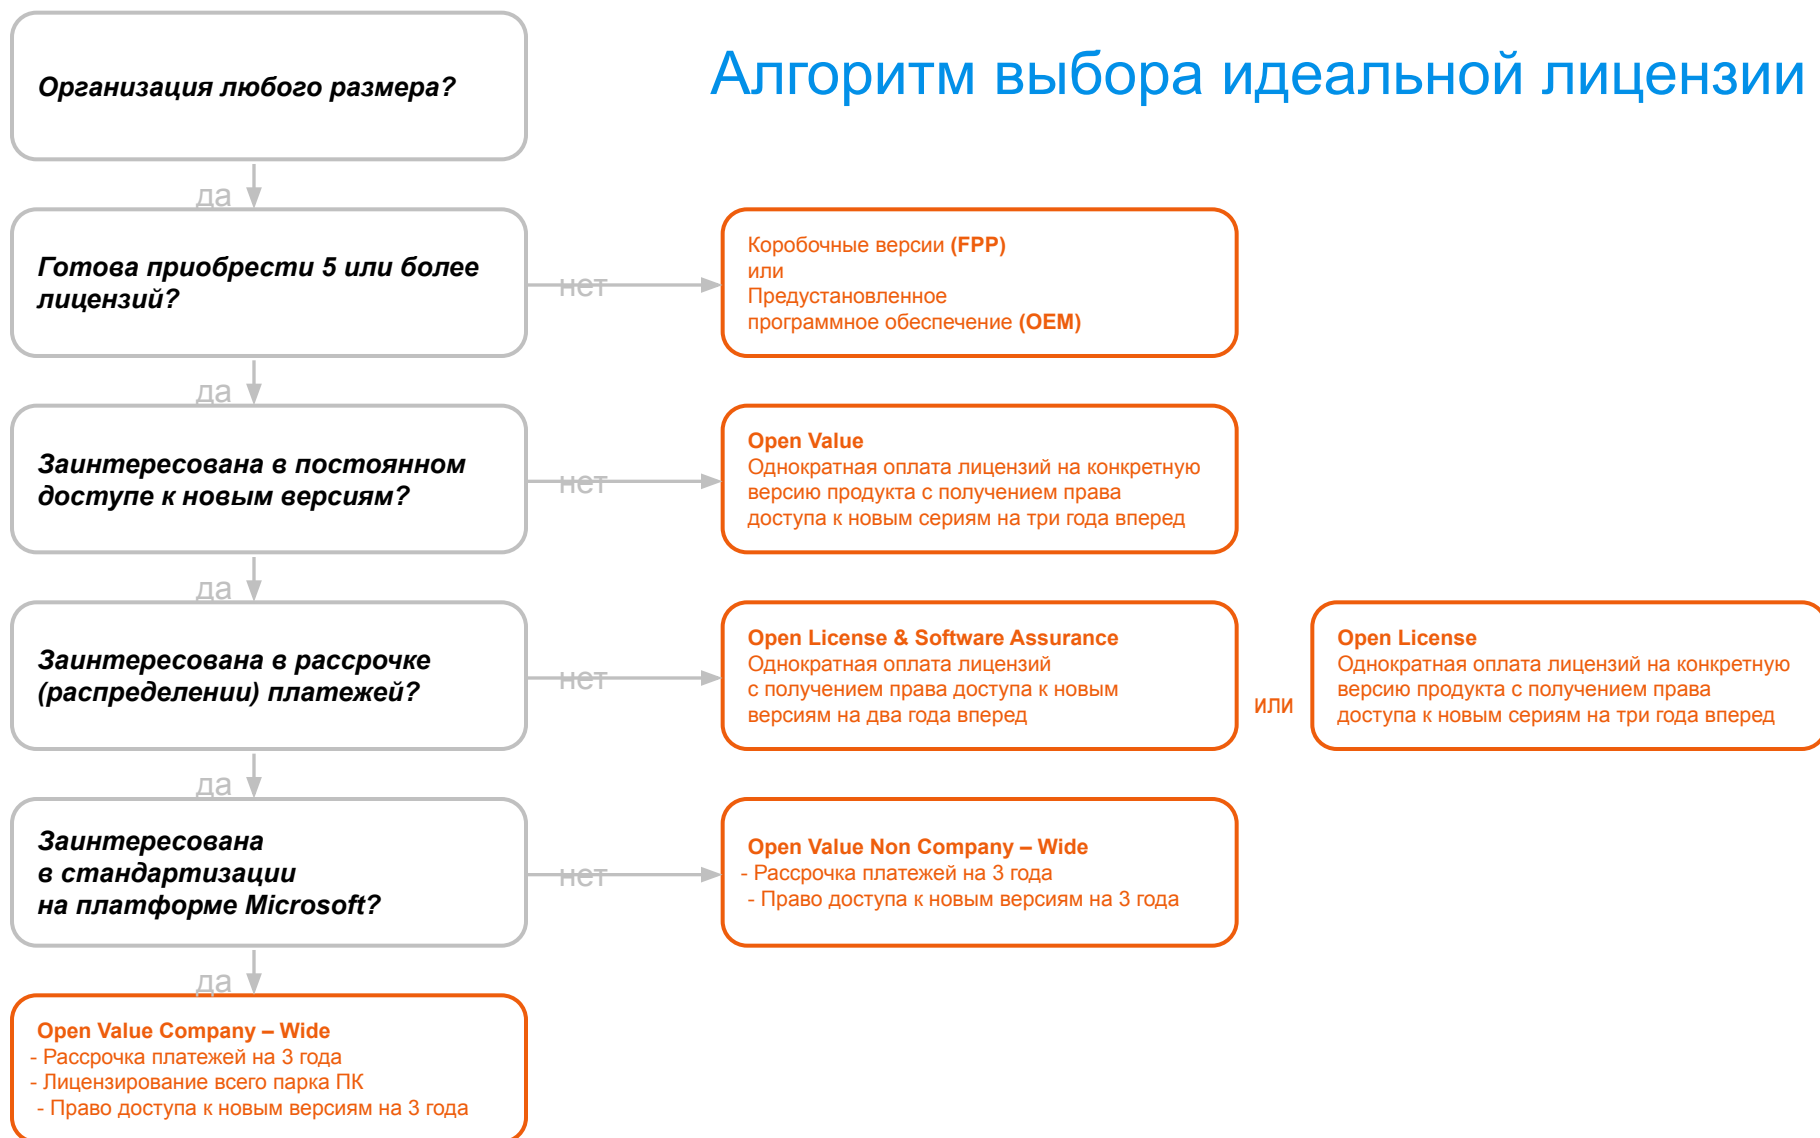 Алгоритм выбора идеальной лицензии
Организация любого размера?
да
Готова приобрести 5 или более
лицензий?
нет
Коробочные версии (FPP)
или
Предустановленное
программное обеспечение (OEM)
да
Заинтересована в постоянном
доступе к новым версиям?
нет
Open Value
Однократная оплата лицензий на конкретную
версию продукта с получением права
доступа к новым сериям на три года вперед
да
Заинтересована в рассрочке
(распределении) платежей?
нет
Open License & Software Assurance
Однократная оплата лицензий
с получением права доступа к новым
версиям на два года вперед
или
Open License
Однократная оплата лицензий на конкретную
версию продукта с получением права
доступа к новым сериям на три года вперед
да
Заинтересована
в стандартизации
на платформе Microsoft?
нет
Open Value Non Company – Wide
- Рассрочка платежей на 3 года
- Право доступа к новым версиям на 3 года
да
Open Value Company – Wide
- Рассрочка платежей на 3 года
- Лицензирование всего парка ПК
- Право доступа к новым версиям на 3 года